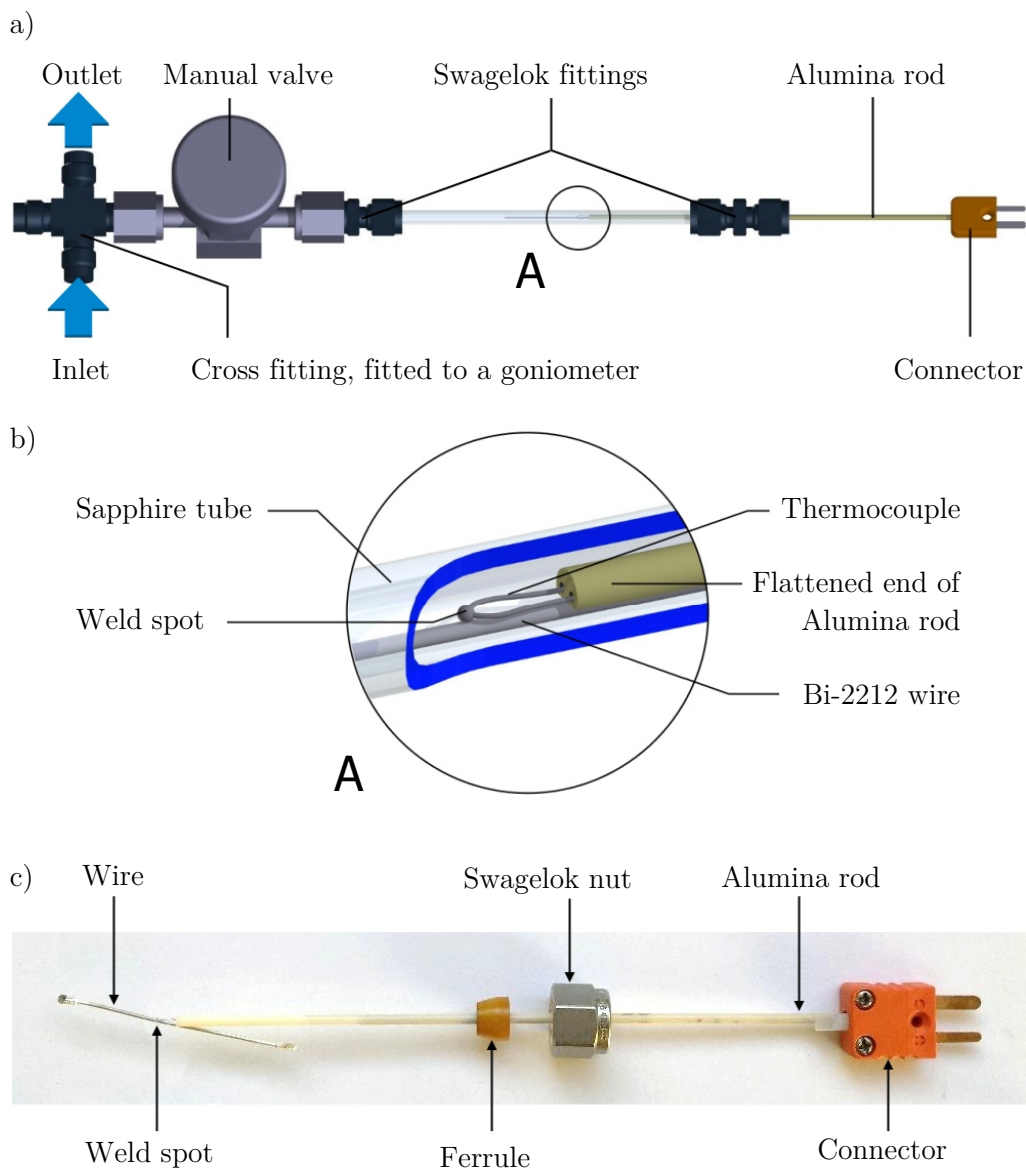 a)
Outlet
Manual valve
Swagelok fittings
Alumina rod
A
Inlet
Cross fitting, fitted to a goniometer
Connector
b)
Sapphire tube
Thermocouple
Weld spot
Flattened end of
Alumina rod
Bi-2212 wire
A
c)
Wire
Swagelok nut
Alumina rod
Weld spot
Ferrule
Connector